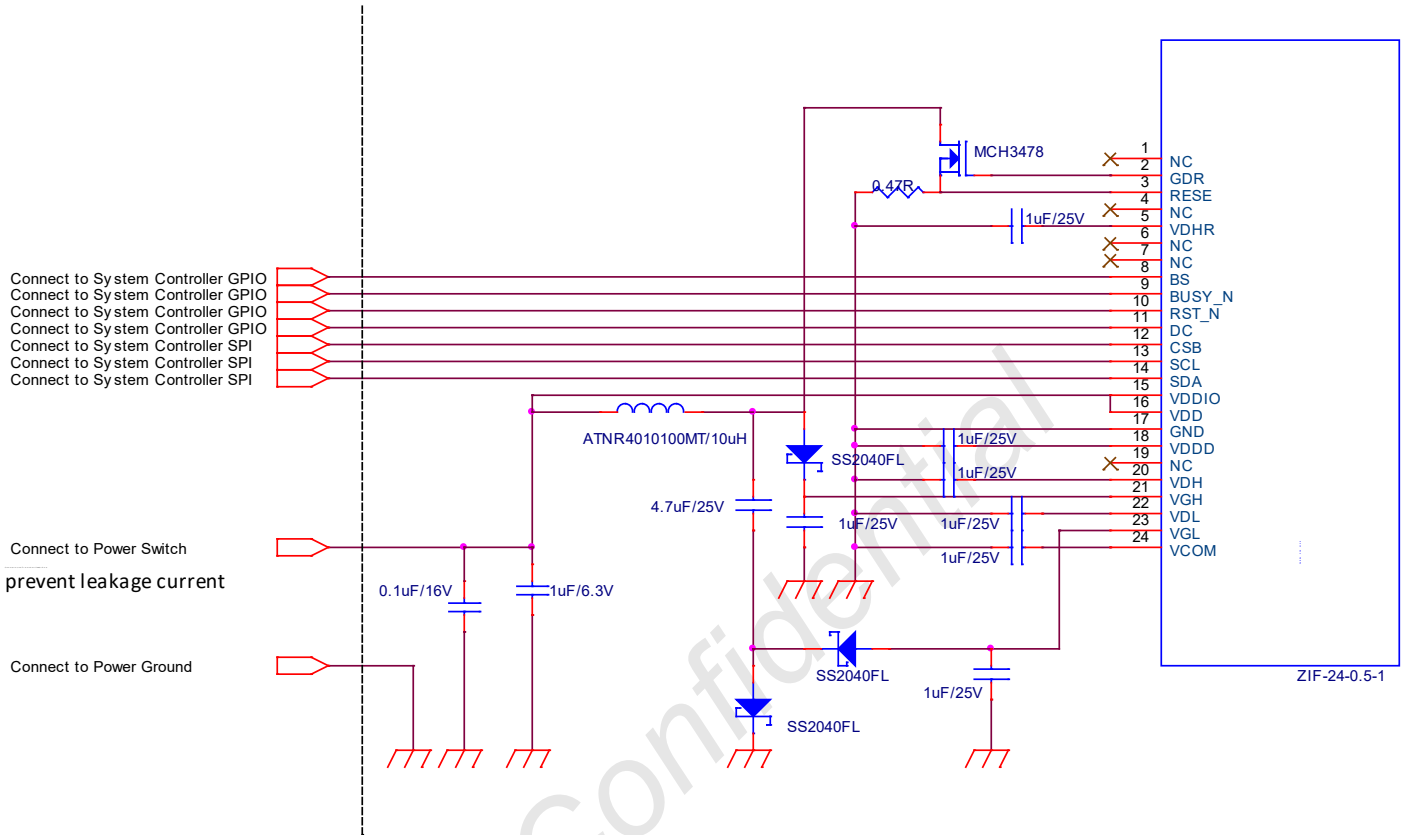 MCH3478
0.47R
1uF/25V
1
2
3
4
5
6
7
8
9
10
11
12
13
14
15
16
17
18
19
20
21
22
23
24
NC
GDR
RESE
NC
VDHR
NC
NC
BS
BUSY_N
RST_N
DC
CSB
SCL
SDA
VDDIO
VDD
GND
VDDD
NC
VDH
VGH
VDL
VGL
VCOM
Connect to System Controller GPIO
Connect to System Controller GPIO
Connect to System Controller GPIO
Connect to System Controller GPIO
Connect to System Controller SPI
Connect to System Controller SPI
Connect to System Controller SPI
ATNR4010100MT/10uH
SS2040FL
1uF/25V
1uF/25V
4.7uF/25V
1uF/25V
1uF/25V
1uF/25V
Connect to Power Switch
prevent leakage current
0.1uF/16V
1uF/6.3V
Connect to Power Ground
SS2040FL
1uF/25V
SS2040FL
ZIF-24-0.5-1
Confidential